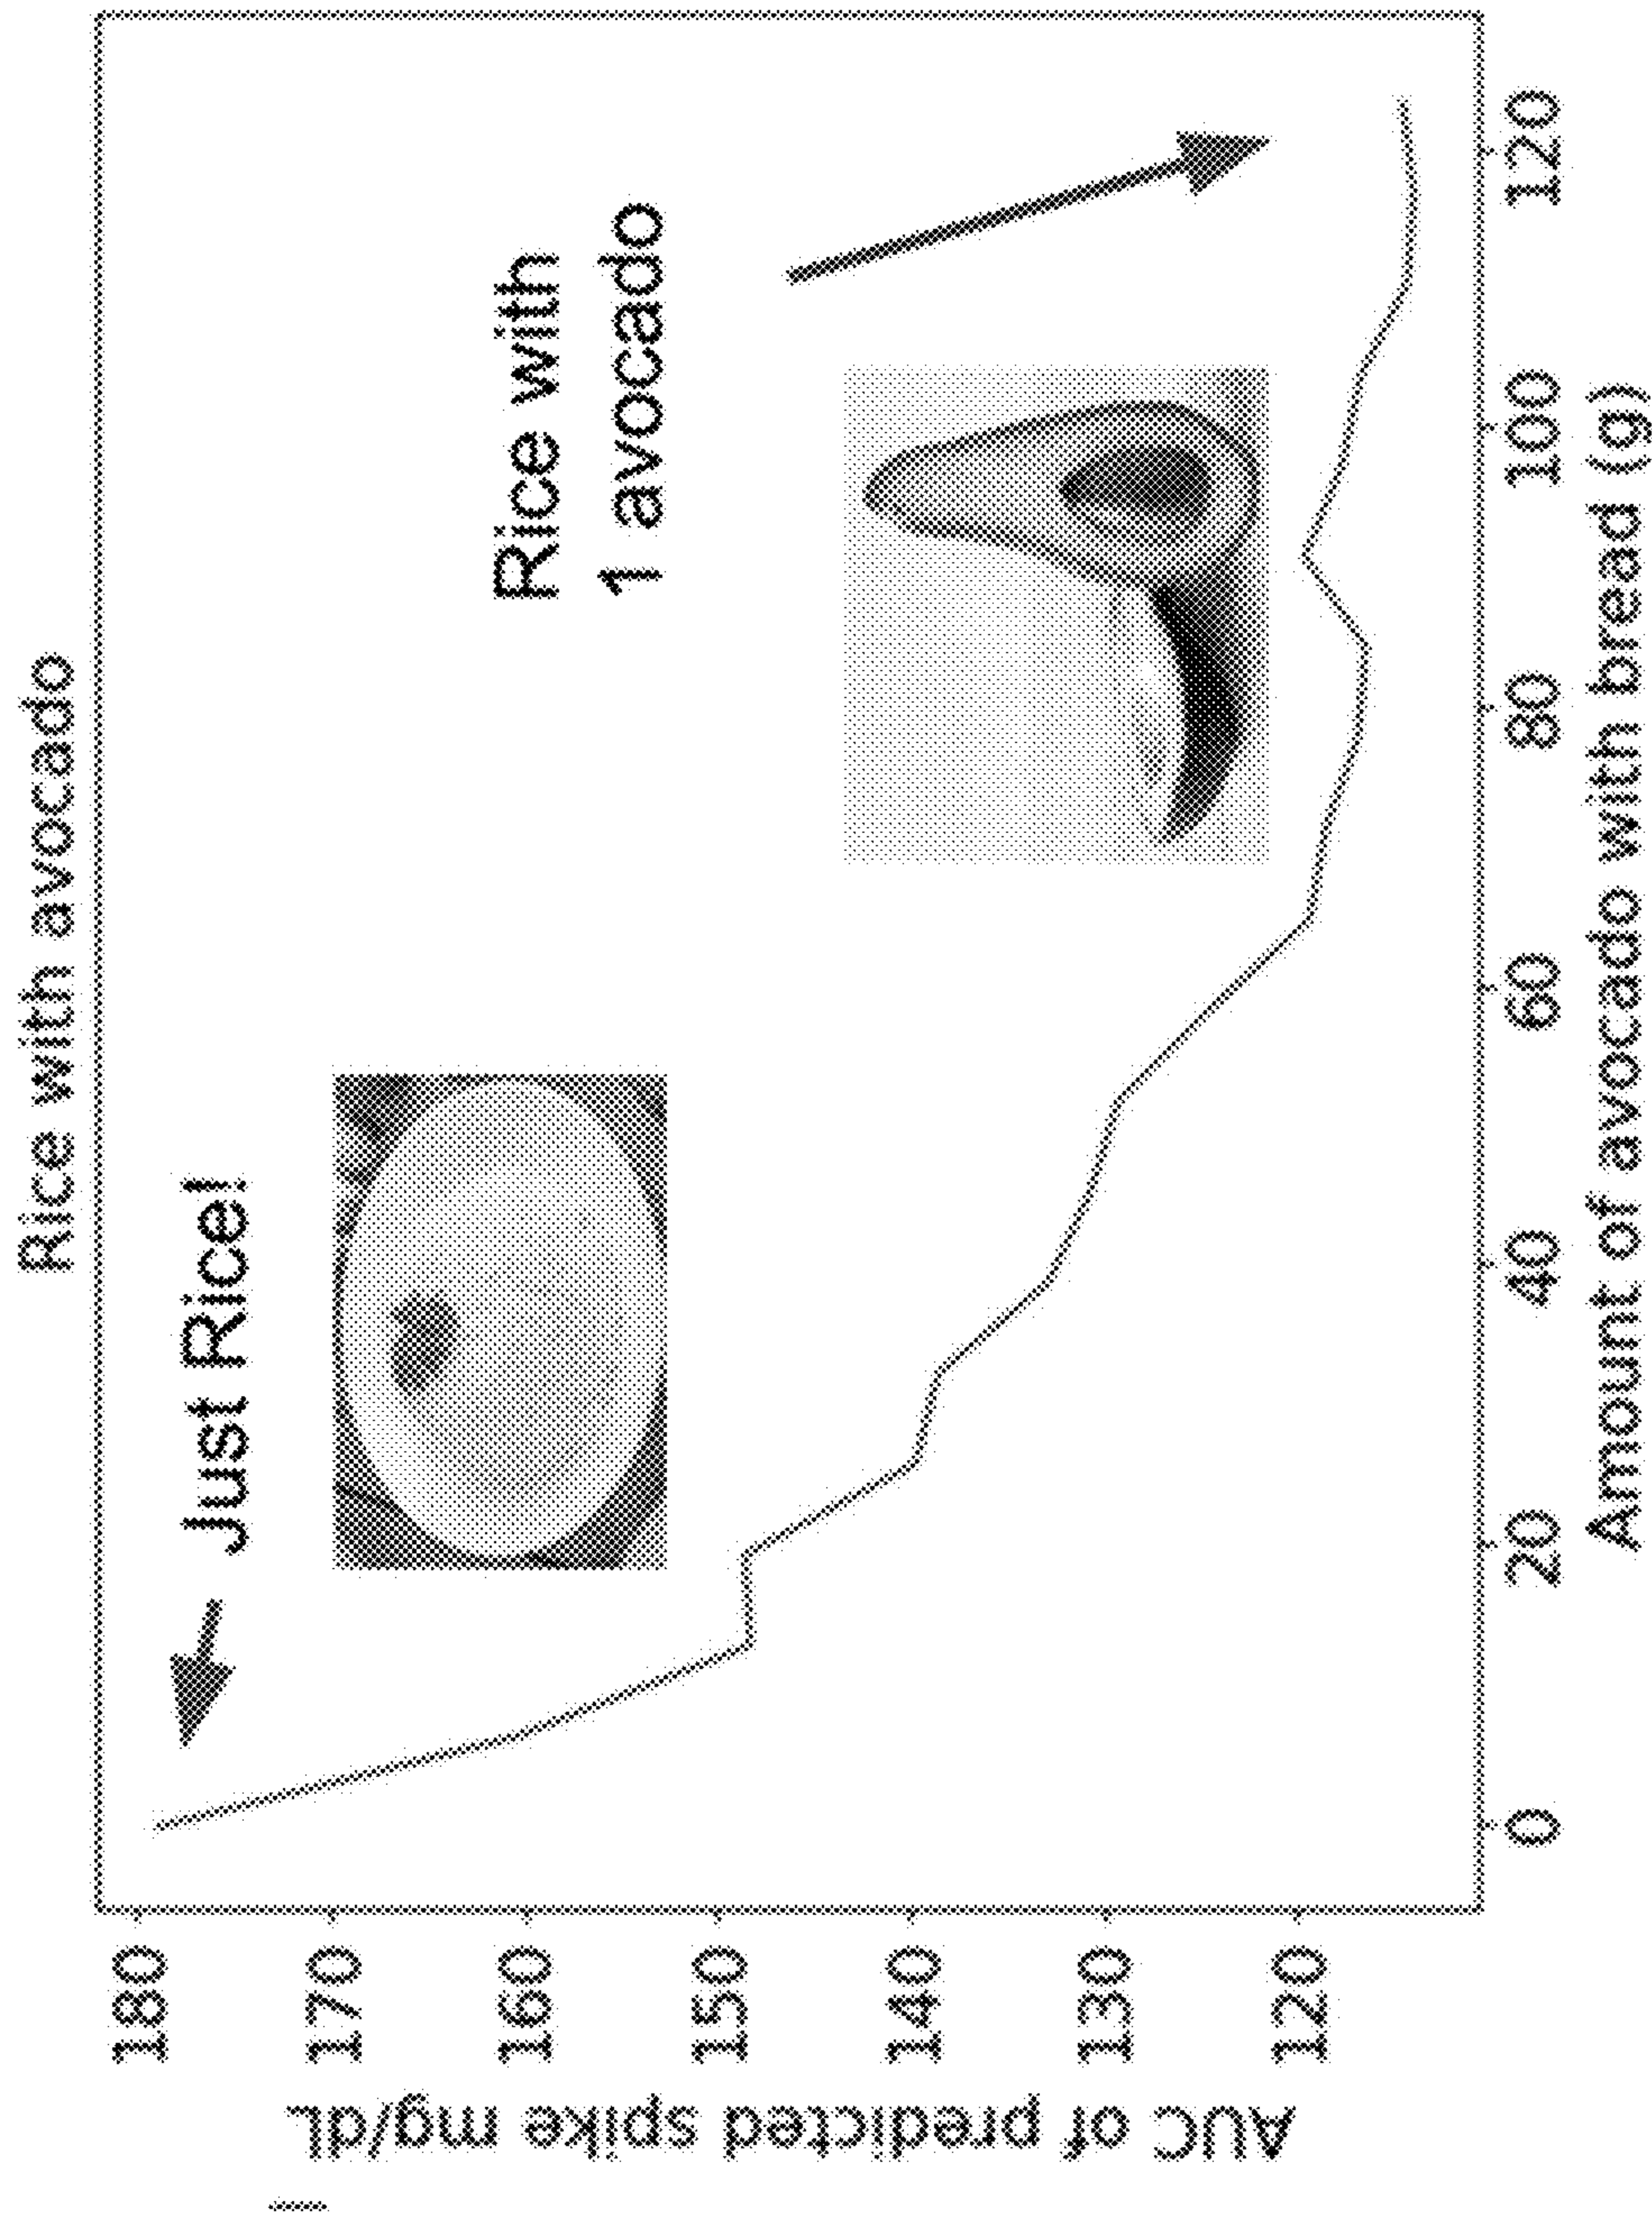 Rice with avocado
Just Rice!
Rice with
1 avocado
180
170
160
150
140
130
120
AUC of predicted spike mg/dL
0
20
40
60
80
100
120
Amount of avocado with bread (g)